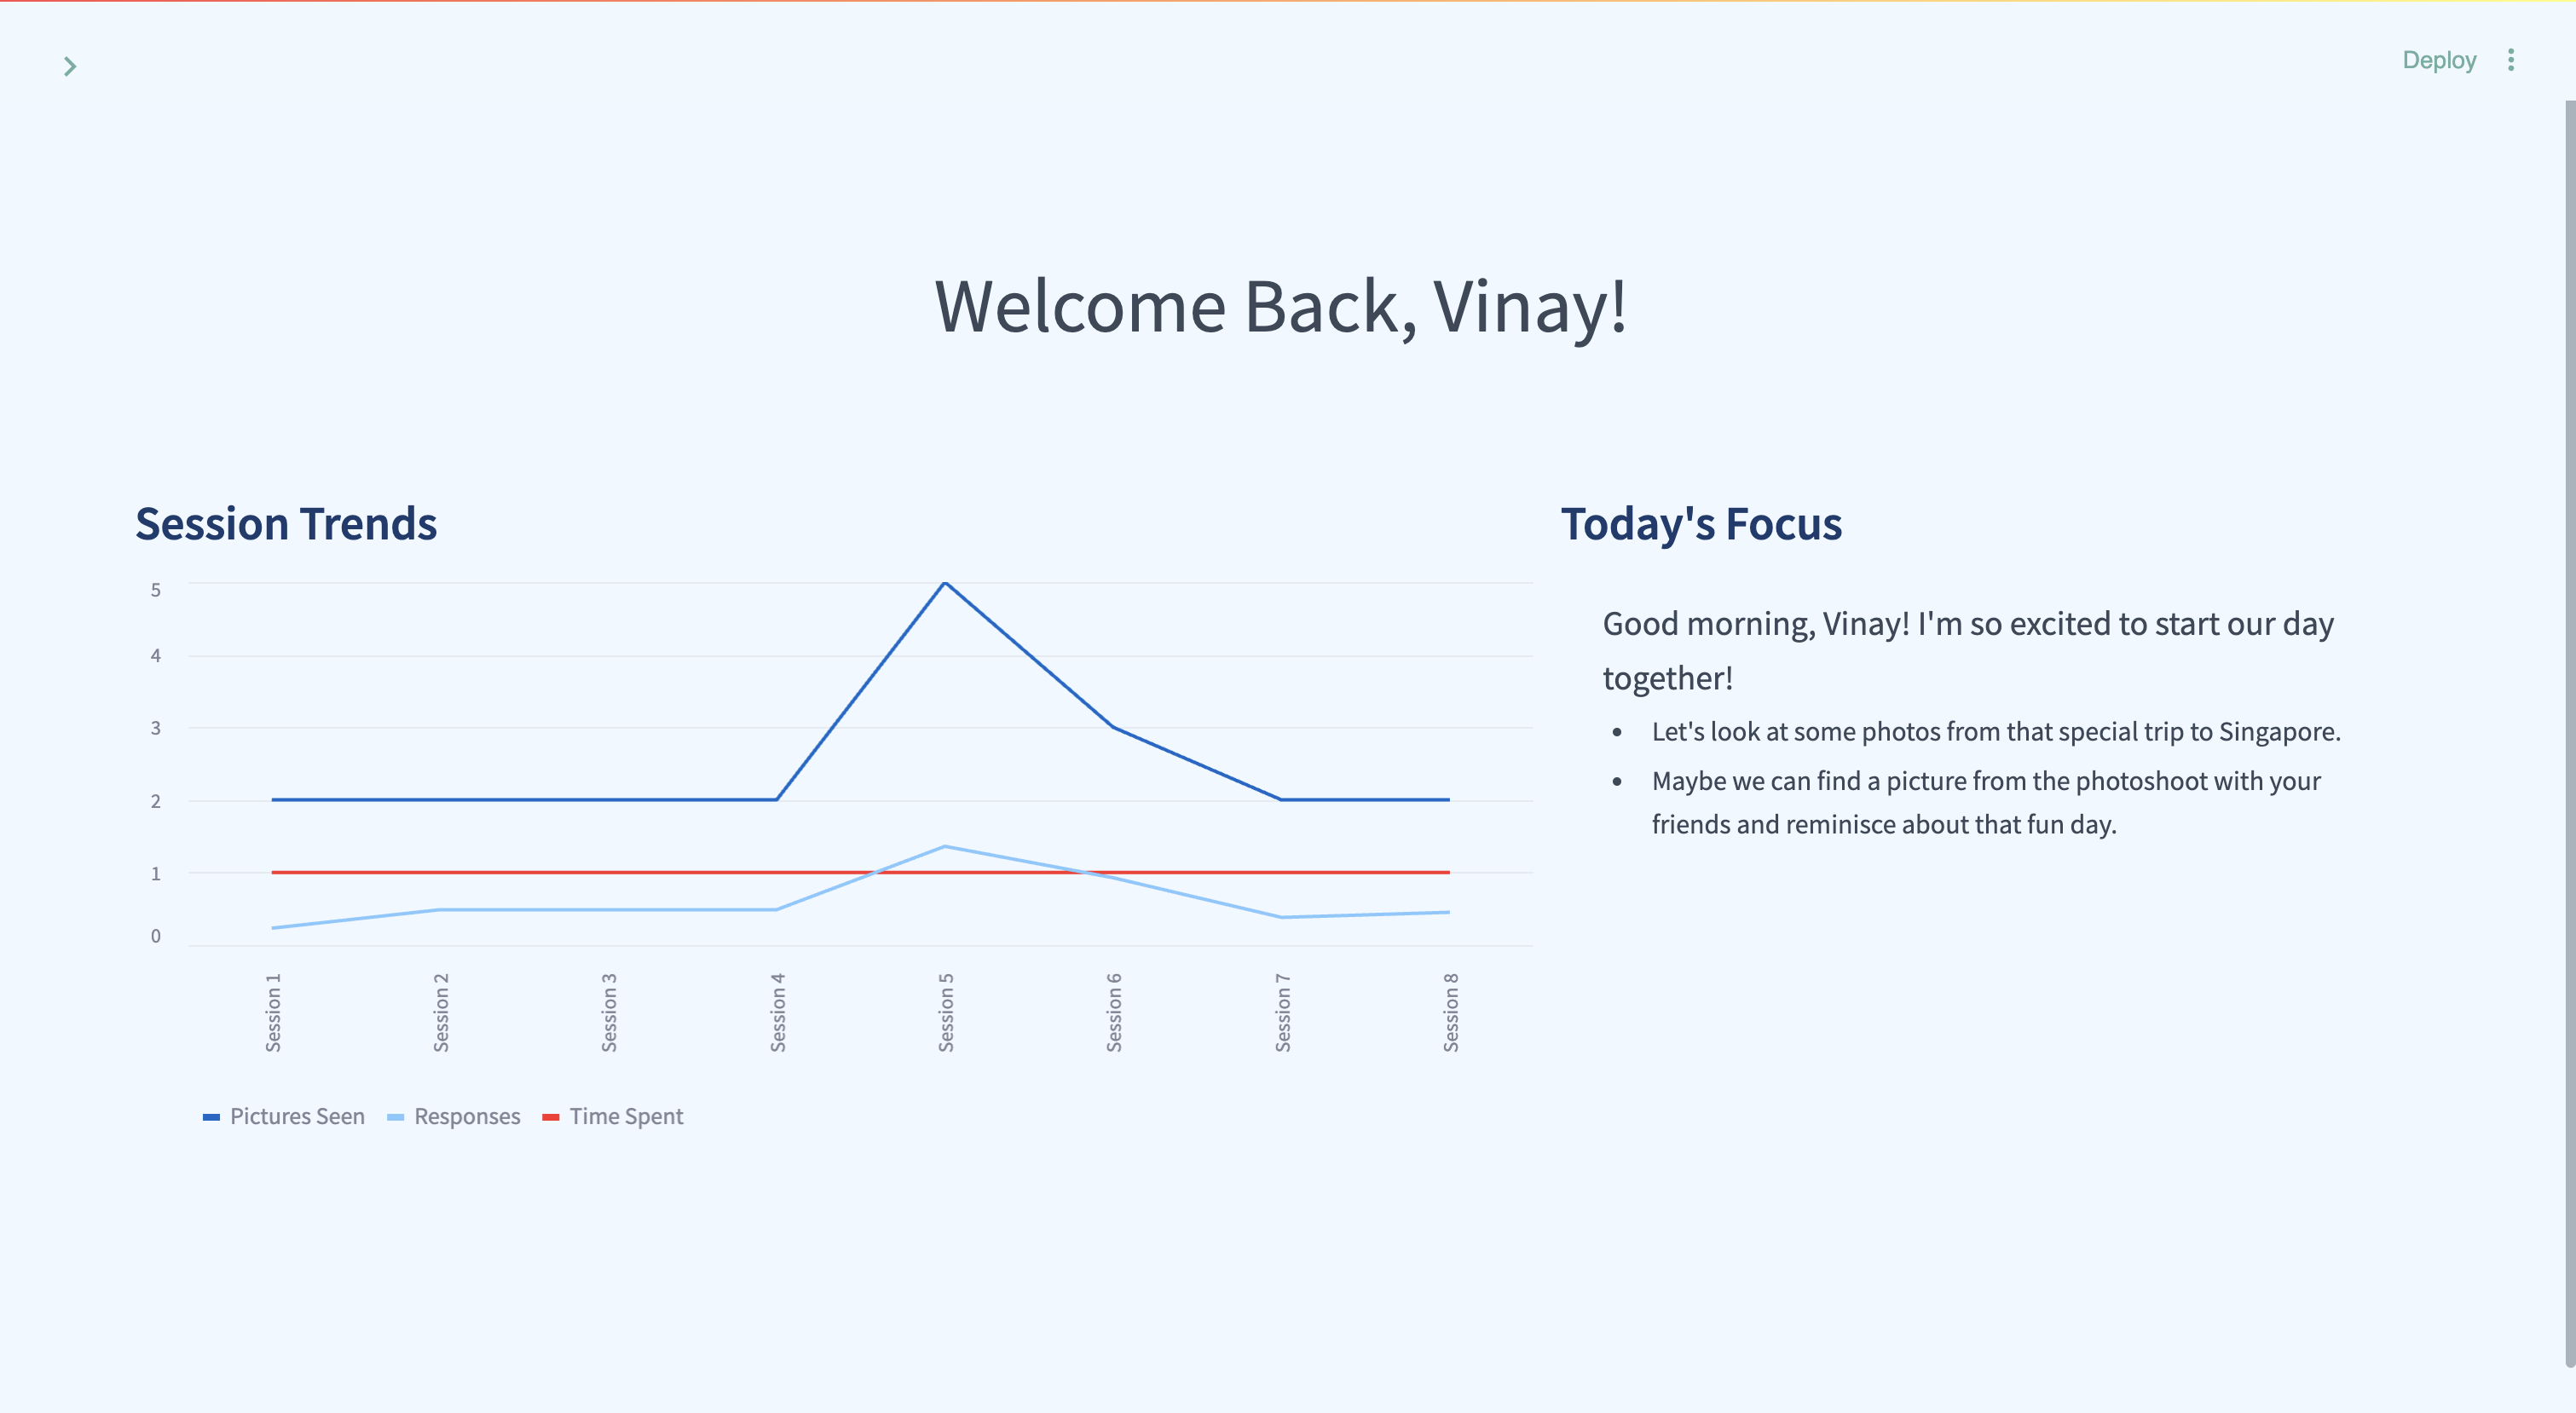 Deploy
Welcome Back, Vinay!
Session Trends
5
4
3
2
1
0
Session 1
Session 2
Session 3
Session 4
Session 5
Session 6
Session 7
Session 8
Pictures Seen
Responses
Time Spent
Today's Focus
Good morning, Vinay! I'm so excited to start our day
together!
• Let's look at some photos from that special trip to Singapore.
• Maybe we can find a picture from the photoshoot with your
friends and reminisce about that fun day.